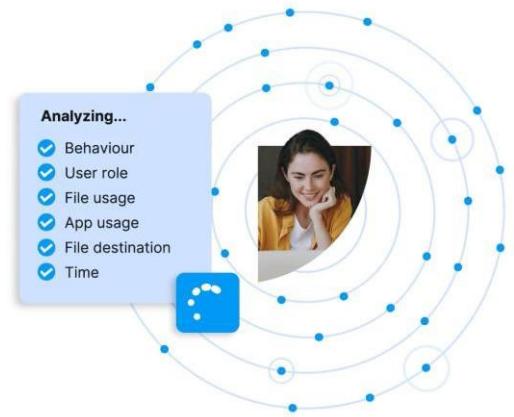 Analyzing...
Behaviour
User role
File usage
App usage
File destination
Time